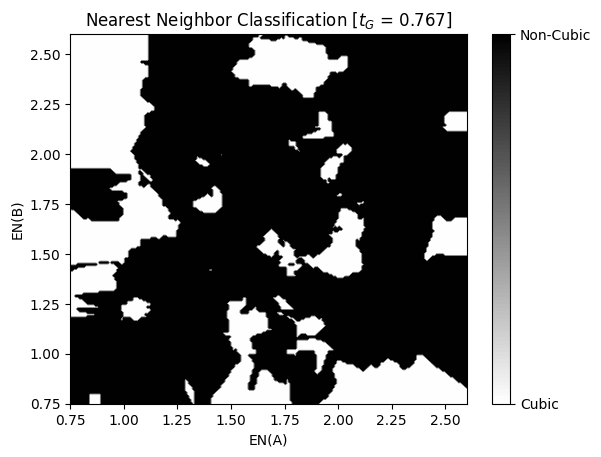 Nearest Neighbor Classification [t_G = 0.767]
Non-Cubic
2.50
2.25
2.00
1.75
1.50
1.25
1.00
0.75
EN(B)
Cubic
0.75 1.00 1.25 1.50 1.75 2.00 2.25 2.50
EN(A)